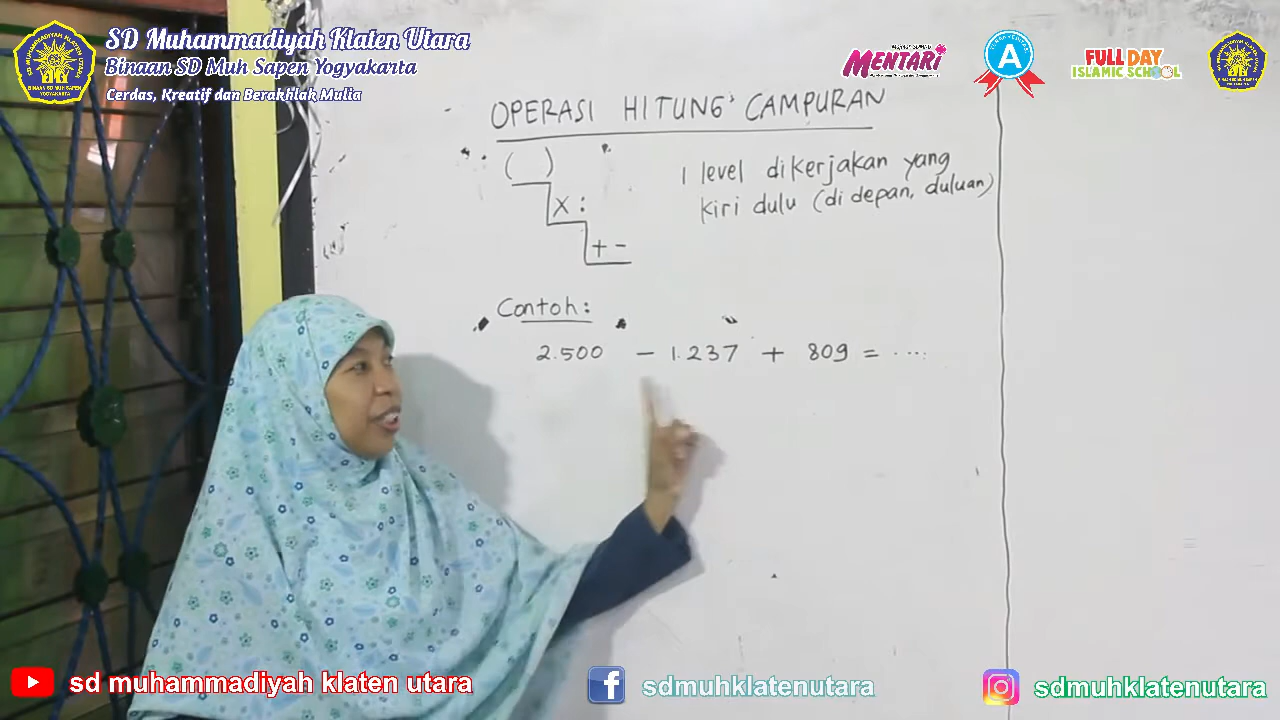 SD Muhammadiyah Klaten Utara
Binaan SD Muh Sapen Yogyakarta
Cerdas, Kreatif dan Berakhlak Mulia
MENTARI
A
FULL DAY
ISLAMIC SCHOOL
OPERASI HITUNG CAMPURAN
( )
x :
+ -
1 level dikerjakan yang
kiri dulu (di depan, duluan)
Contoh:
2.500 - 1.237 + 809 = ....
sd muhammadiyah klaten utara
sdmuhklatenutara
sdmuhklatenutara